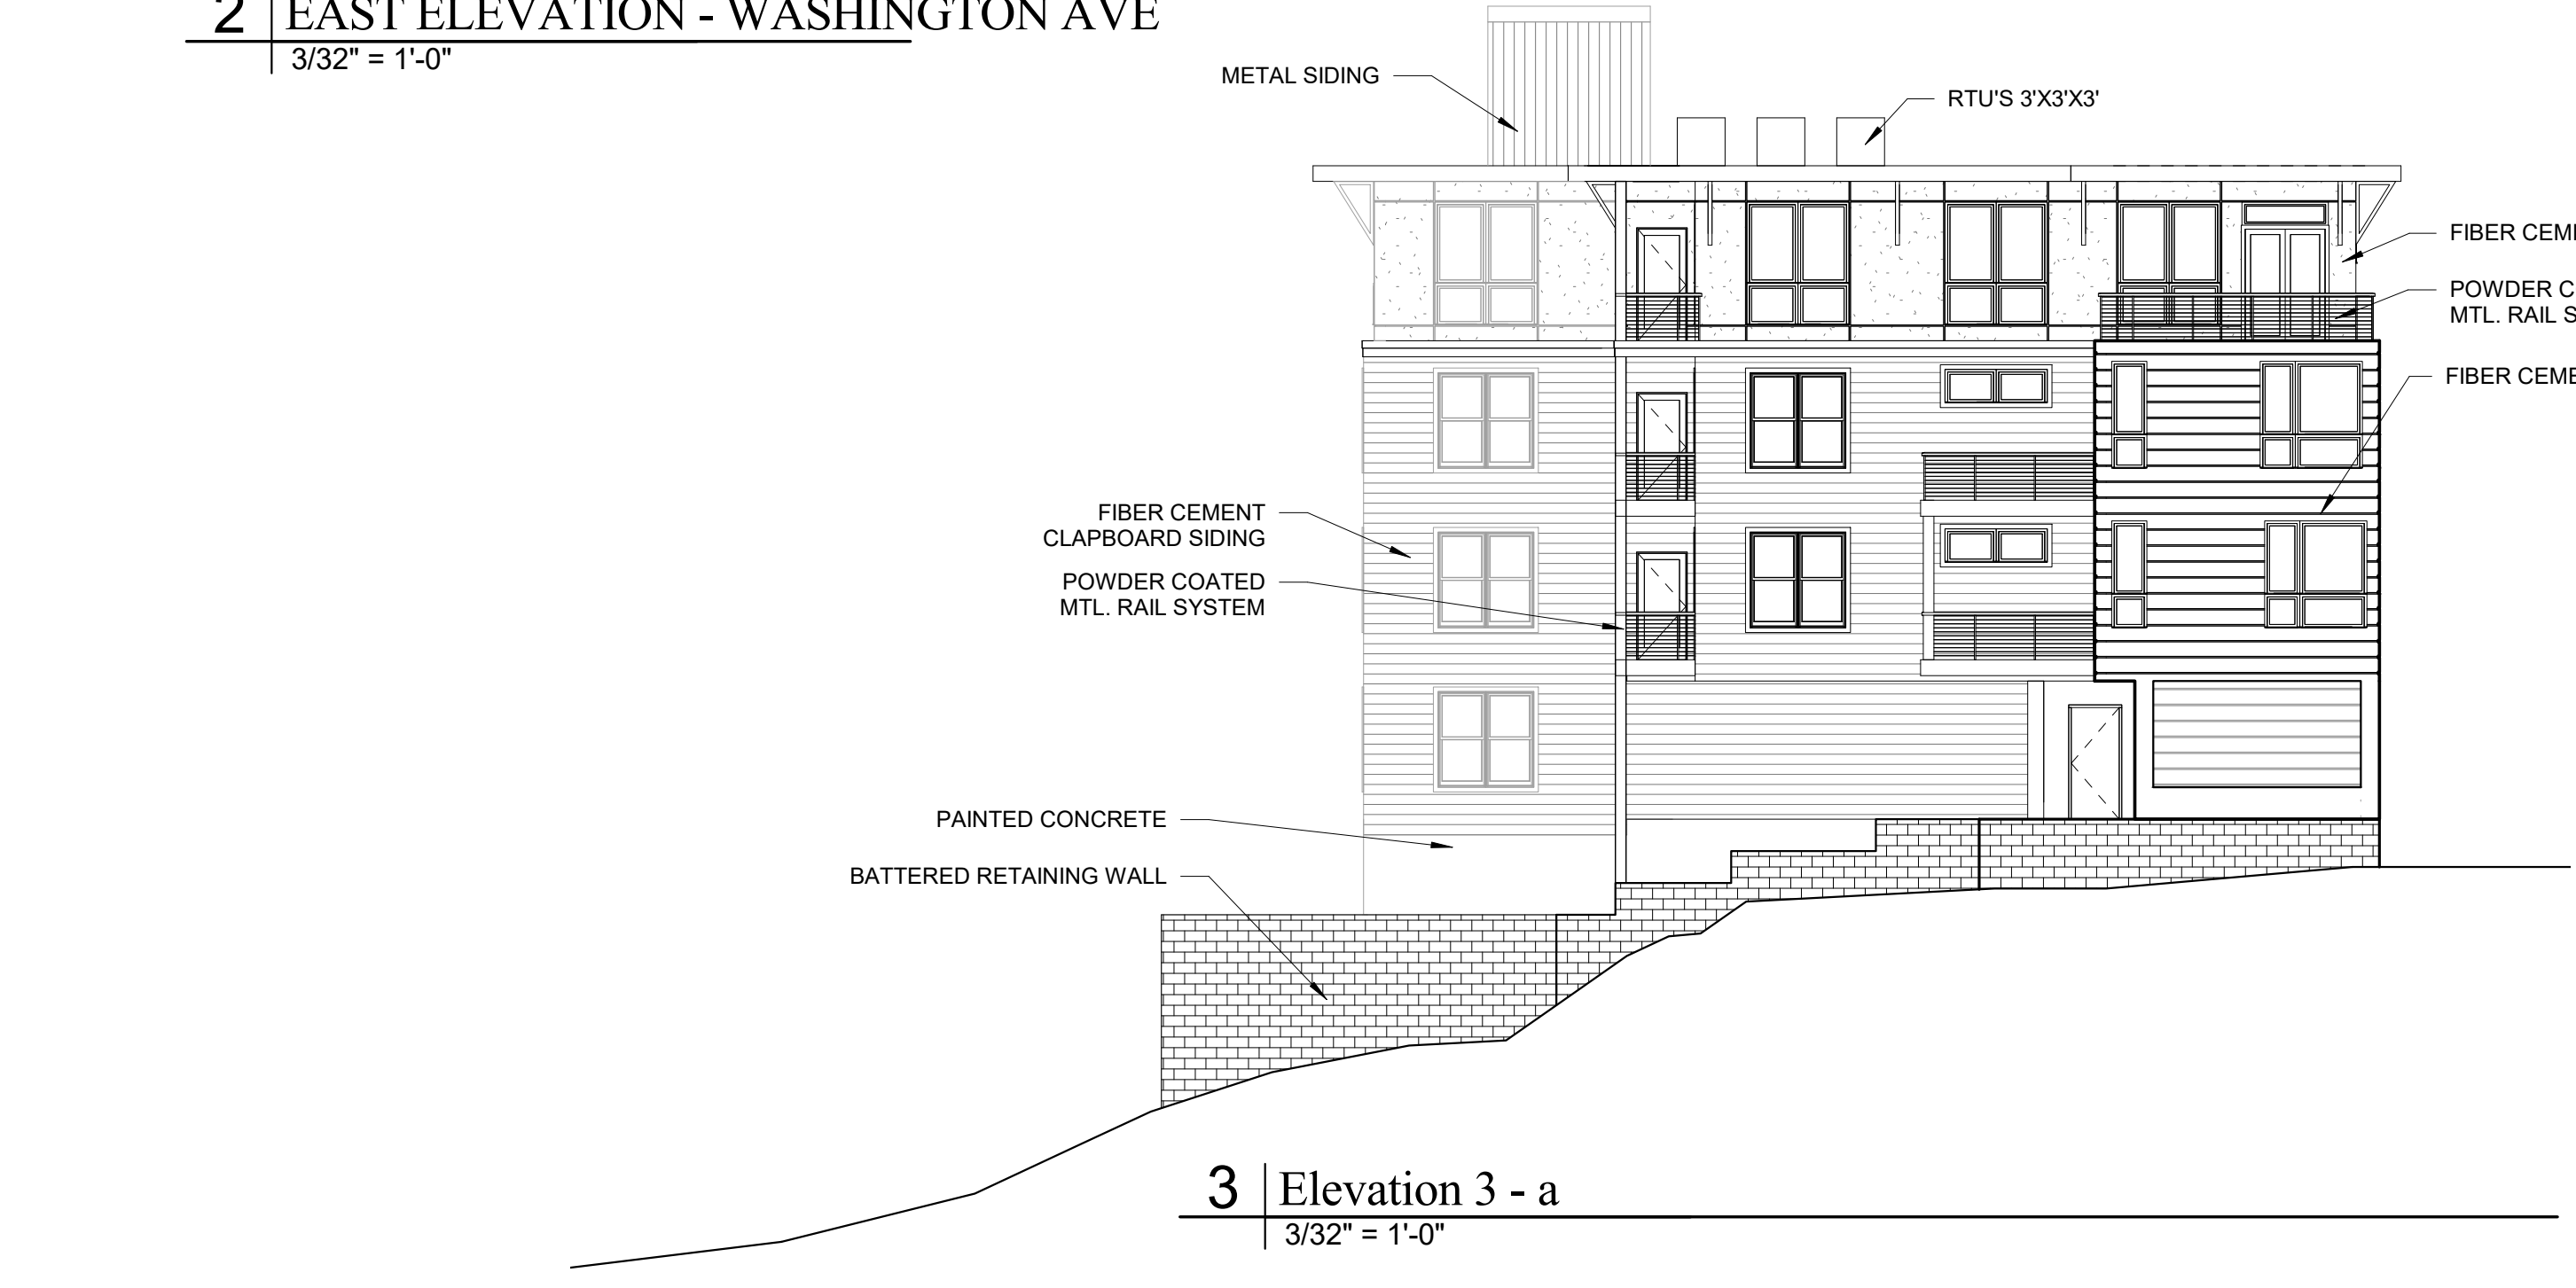 2 EAST ELEVATION - WASHINGTON AVE
3/32" = 1'-0"
METAL SIDING
RTU'S 3'X3'X3'
FIBER
POWDER
MTL. RAIL
FIBER
FIBER CEMENT
CLAPBOARD SIDING
POWDER COATED
MTL. RAIL SYSTEM
PAINTED CONCRETE
BATTERED RETAINING WALL
3 Elevation 3 - a
3/32" = 1'-0"